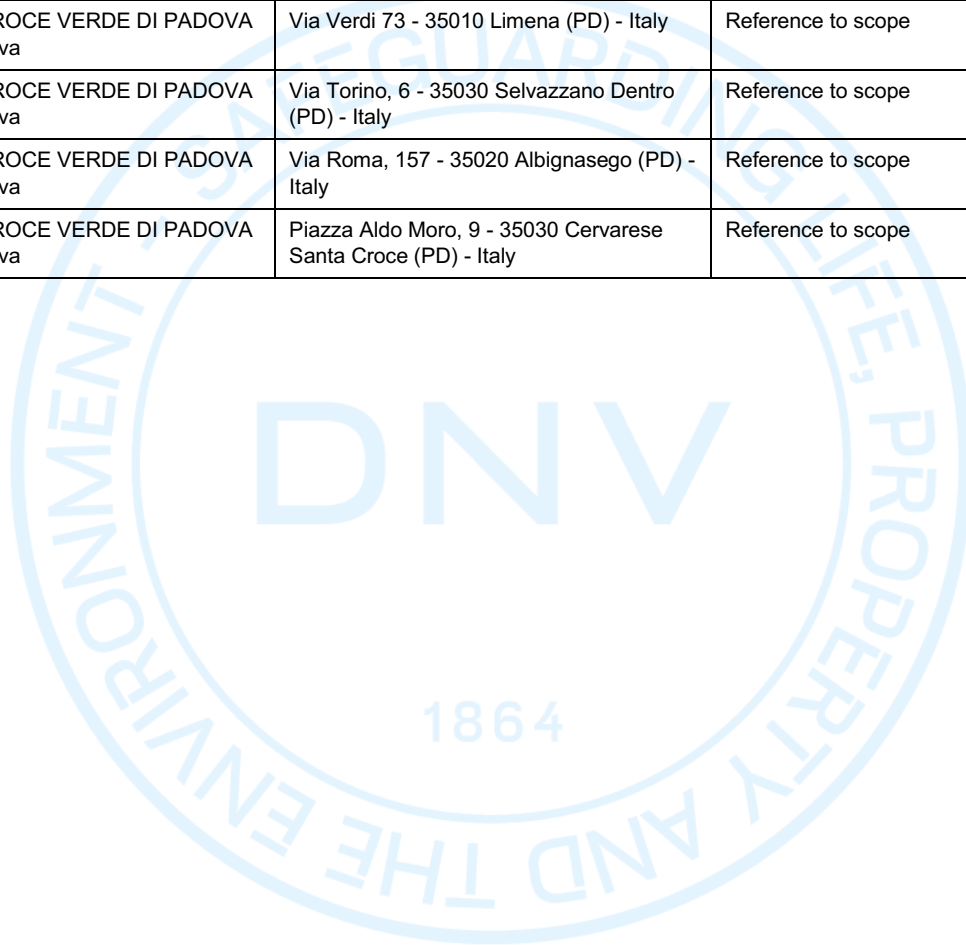 ROCE VERDE DI PADOVA
va
Via Verdi 73 - 35010 Limena (PD) - Italy
Reference to scope
ROCE VERDE DI PADOVA
va
Via Torino, 6 - 35030 Selvazzano Dentro
(PD) - Italy
Reference to scope
ROCE VERDE DI PADOVA
va
Via Roma, 157 - 35020 Albignasego (PD) -
Italy
Reference to scope
ROCE VERDE DI PADOVA
va
Piazza Aldo Moro, 9 - 35030 Cervarese
Santa Croce (PD) - Italy
Reference to scope
SAFEGUARDING LIFE, PROPERTY AND THE ENVIRONMENT -
DNV
1864